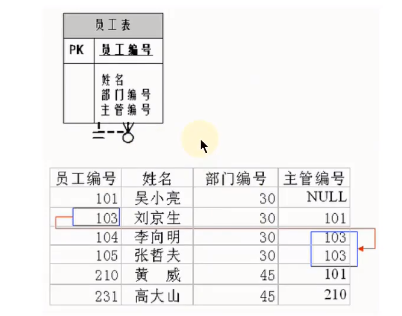 员工表
PK 员工编号
姓名
部门编号
主管编号
员工编号 姓名 部门编号 主管编号
101 吴小亮 30 NULL
103 刘京生 30 101
104 李向明 30 103
105 张哲夫 30 103
210 黄 威 45 101
231 高大山 45 210